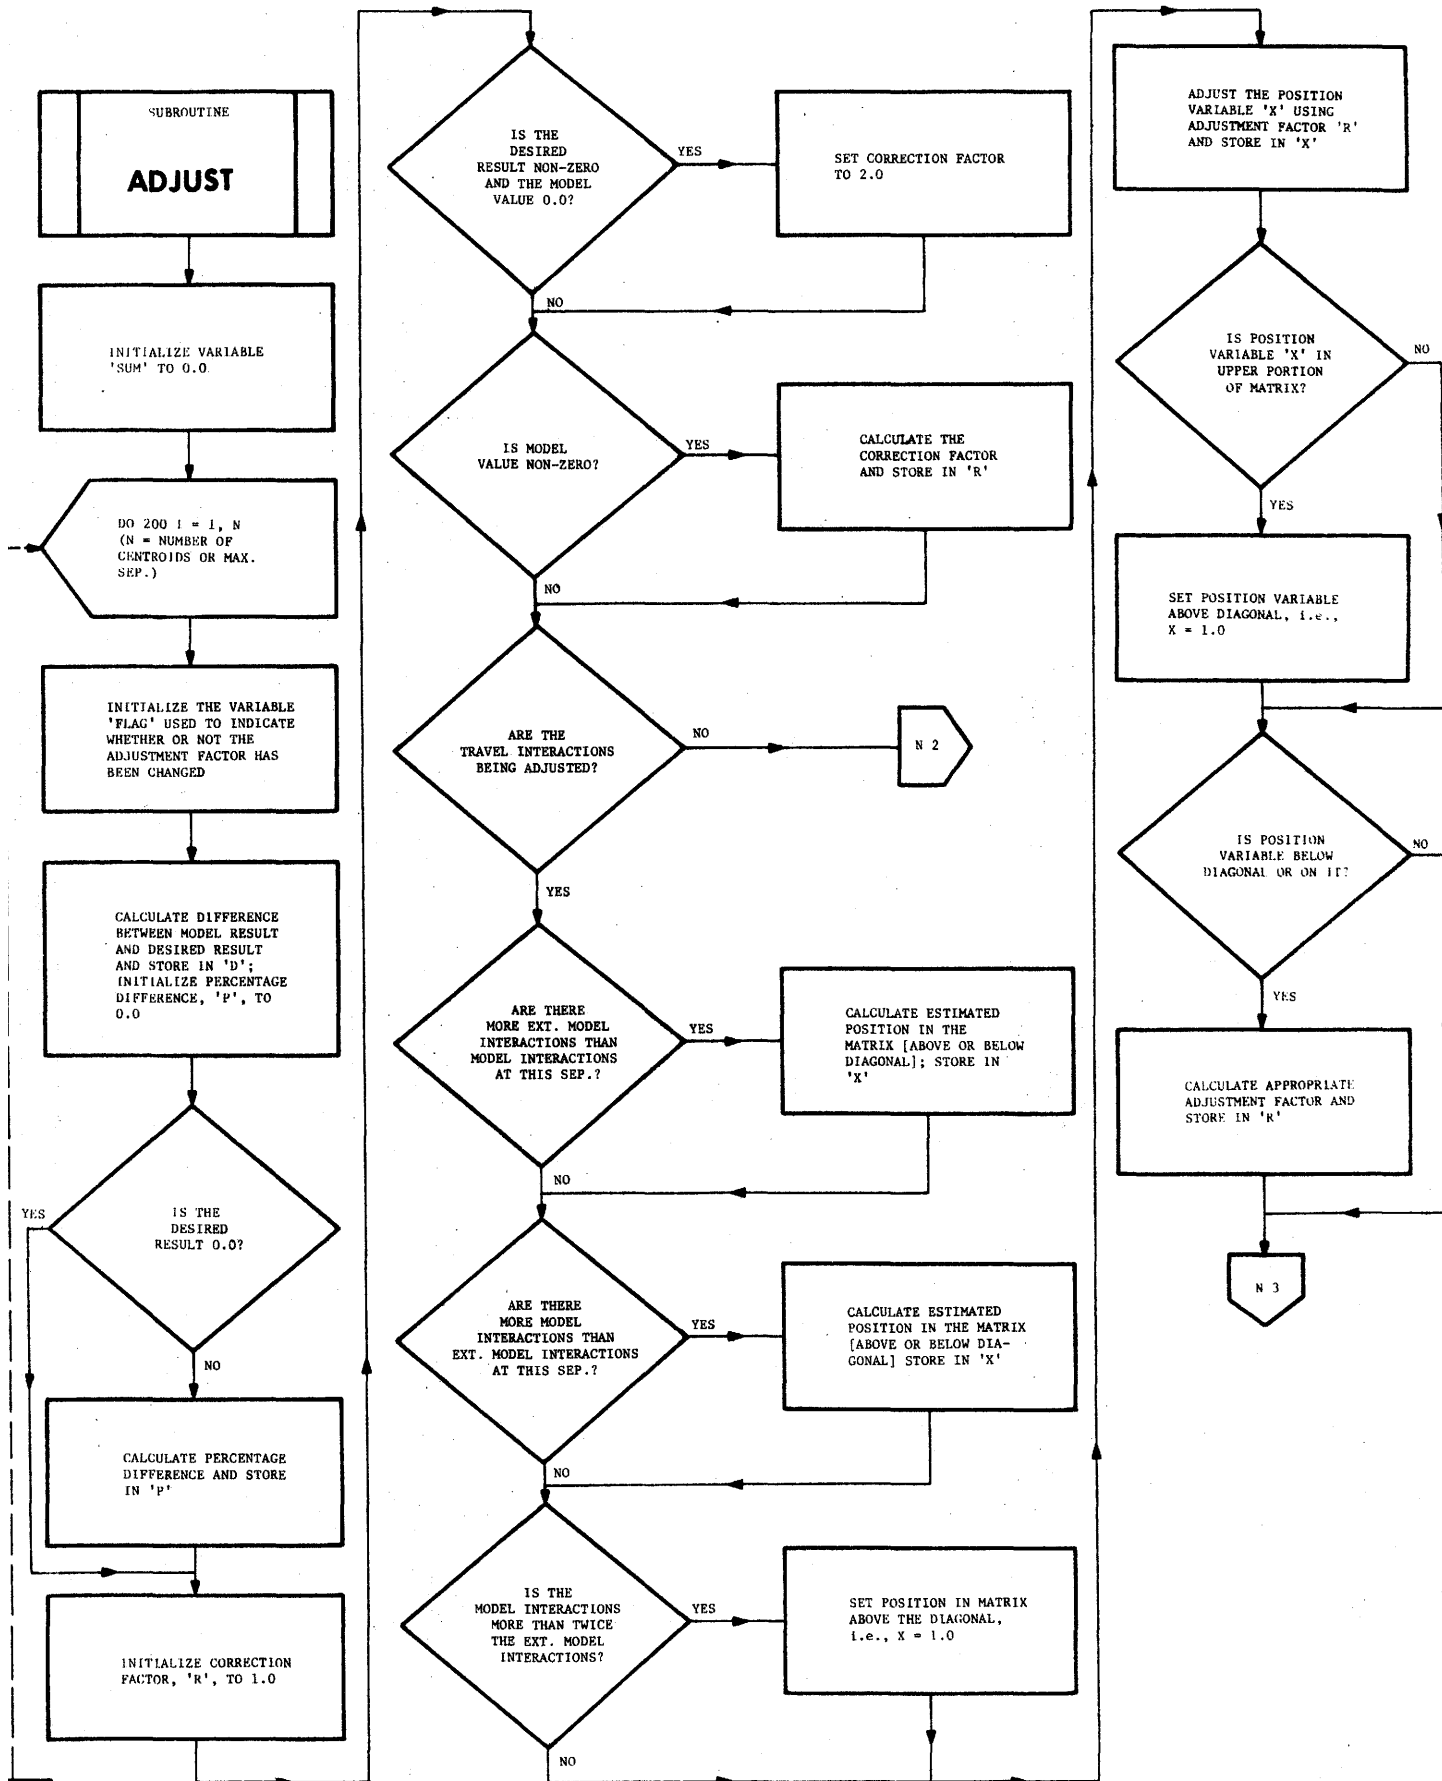 SUBROUTINE
ADJUST
INITIALIZE VARIABLE
'SUM' TO 0.0
DO 200 I = 1, N
(N = NUMBER OF
CENTROIDS OR MAX.
SEP.)
INITIALIZE THE VARIABLE
'FLAG' USED TO INDICATE
WHETHER OR NOT THE
ADJUSTMENT FACTOR HAS
BEEN CHANGED
CALCULATE DIFFERENCE
BETWEEN MODEL RESULT
AND DESIRED RESULT
AND STORE IN 'D';
INITIALIZE PERCENTAGE
DIFFERENCE, 'P', TO
0.0
YES
IS THE
DESIRED
RESULT 0.0?
NO
CALCULATE PERCENTAGE
DIFFERENCE AND STORE
IN 'P'
INITIALIZE CORRECTION
FACTOR, 'R', TO 1.0
IS THE
DESIRED
RESULT NON-ZERO
AND THE MODEL
VALUE 0.0?
YES
SET CORRECTION FACTOR
TO 2.0
NO
IS MODEL
VALUE NON-ZERO?
YES
CALCULATE THE
CORRECTION FACTOR
AND STORE IN 'R'
NO
ARE THE
TRAVEL INTERACTIONS
BEING ADJUSTED?
NO
N 2
YES
ARE THERE
MORE EXT. MODEL
INTERACTIONS THAN
MODEL INTERACTIONS
AT THIS SEP.?
YES
CALCULATE ESTIMATED
POSITION IN THE
MATRIX [ABOVE OR BELOW
DIAGONAL]; STORE IN
'X'
NO
ARE THERE
MORE MODEL
INTERACTIONS THAN
EXT. MODEL INTERACTIONS
AT THIS SEP.?
YES
CALCULATE ESTIMATED
POSITION IN THE MATRIX
[ABOVE OR BELOW DIA-
GONAL] STORE IN 'X'
NO
IS THE
MODEL INTERACTIONS
MORE THAN TWICE
THE EXT. MODEL
INTERACTIONS?
YES
SET POSITION IN MATRIX
ABOVE THE DIAGONAL,
i.e., X = 1.0
NO
ADJUST THE POSITION
VARIABLE 'X' USING
ADJUSTMENT FACTOR 'R'
AND STORE IN 'X'
IS POSITION
VARIABLE 'X' IN
UPPER PORTION
OF MATRIX?
NO
YES
SET POSITION VARIABLE
ABOVE DIAGONAL, i.e.,
X = 1.0
IS POSITION
VARIABLE BELOW
DIAGONAL OR ON IT?
NO
YES
CALCULATE APPROPRIATE
ADJUSTMENT FACTOR AND
STORE IN 'R'
N 3